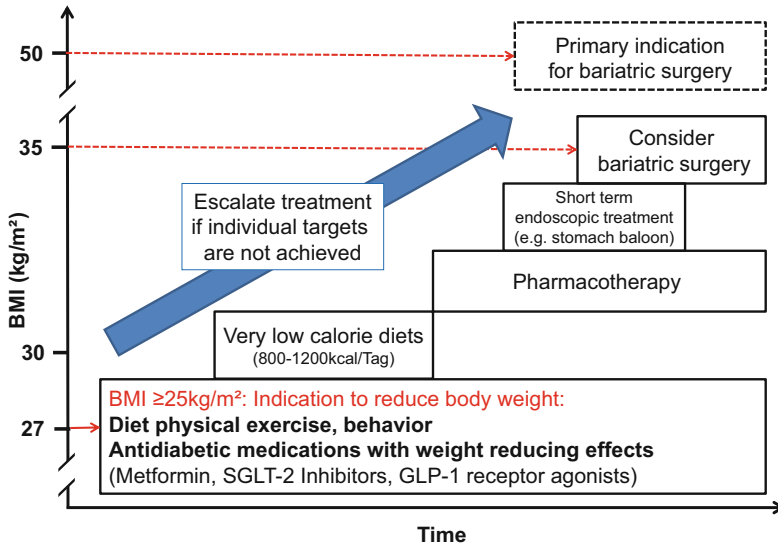 50
Primary indication
for bariatric surgery
35
Consider
bariatric surgery
Escalate treatment
if individual targets
are not achieved
Short term
endoscopic treatment
(e.g. stomach baloon)
BMI (kg/m²)
Pharmacotherapy
30
Very low calorie diets
(800-1200kcal/Tag)
27
BMI ≥25kg/m²: Indication to reduce body weight:
Diet physical exercise, behavior
Antidiabetic medications with weight reducing effects
(Metformin, SGLT-2 Inhibitors, GLP-1 receptor agonists)
Time